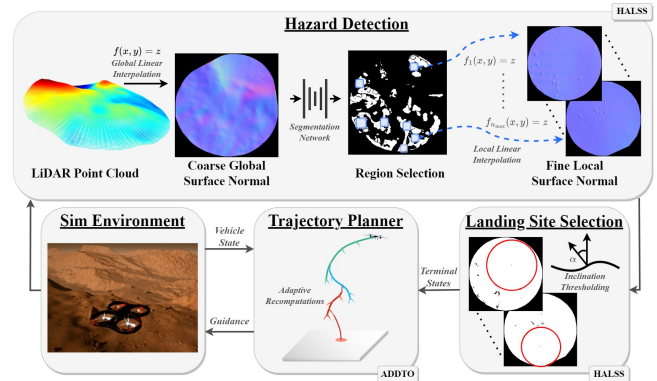 HALSS
Hazard Detection
f(x, y) = z
Global Linear
Interpolation
f₁(x, y) = z
Segmentation
Network
fₙₘₐₓ(x, y) = z
Local Linear
Interpolation
LiDAR Point Cloud
Coarse Global
Surface Normal
Region Selection
Fine Local
Surface Normal
Sim Environment
Vehicle
State
Guidance
Trajectory Planner
Adaptive
Recomputations
ADDTO
Terminal
States
Landing Site Selection
α
Inclination
Thresholding
HALSS